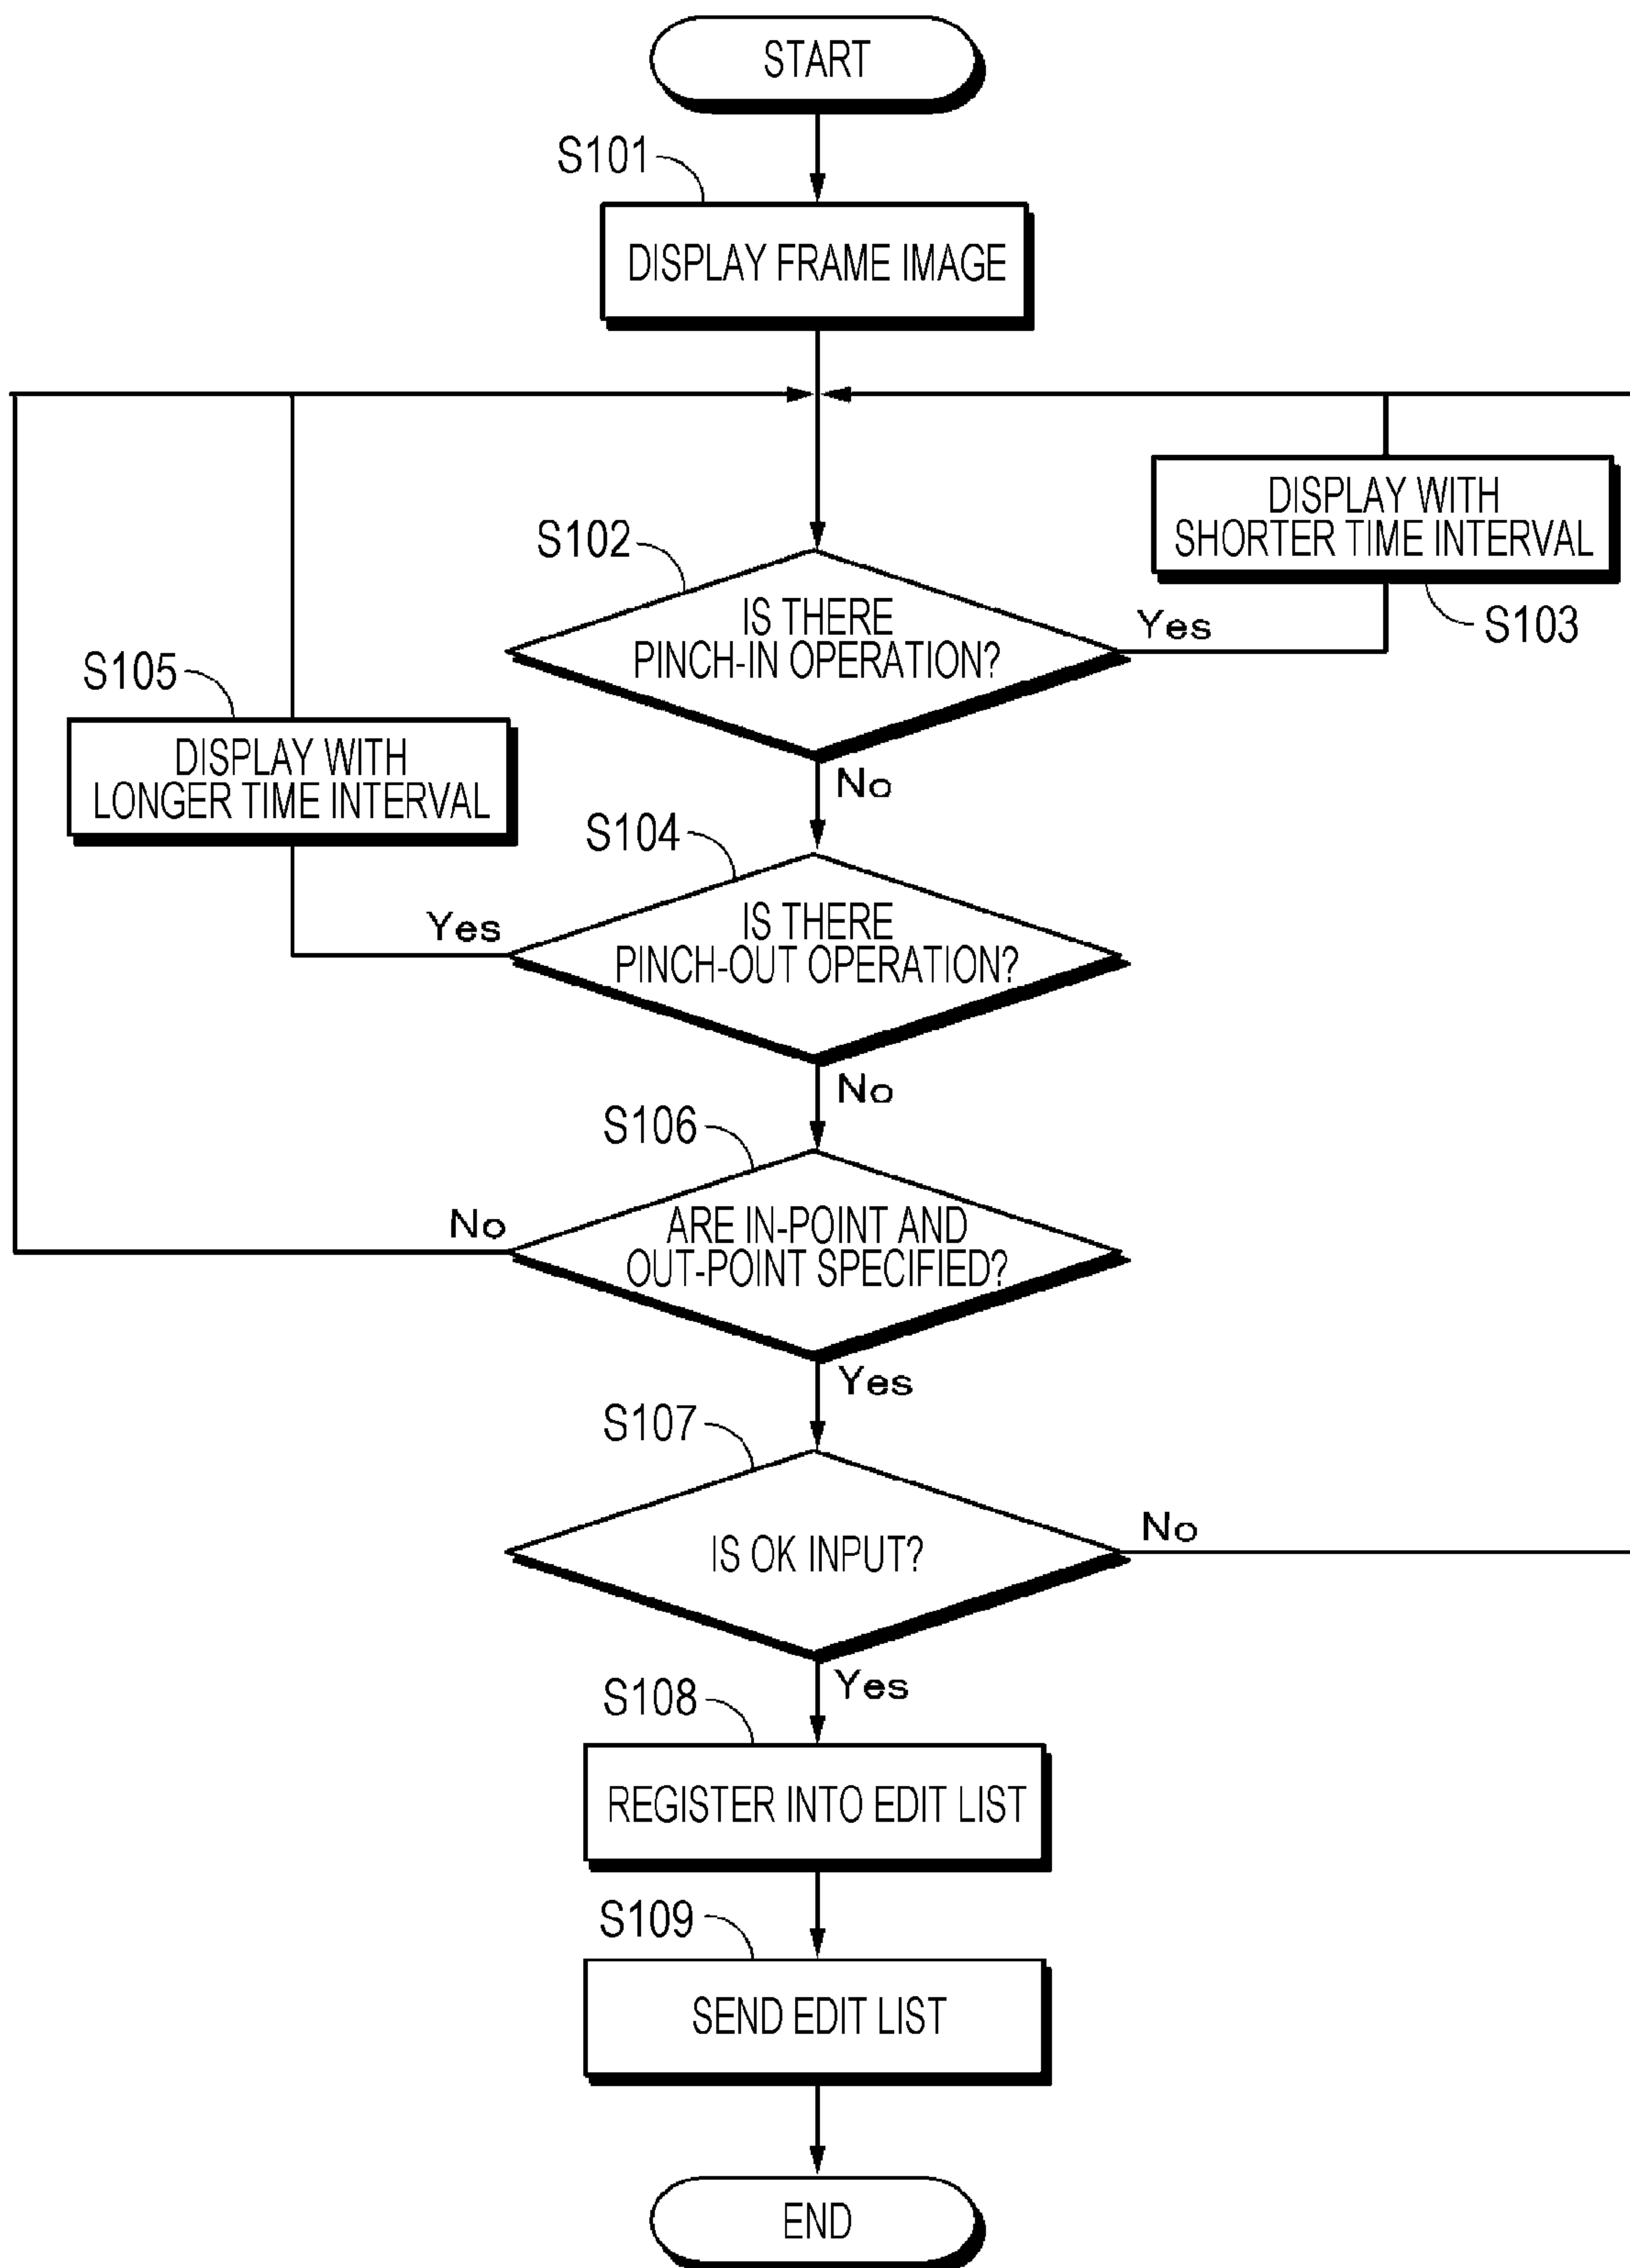 START
S101
DISPLAY FRAME IMAGE
DISPLAY WITH
SHORTER TIME INTERVAL
S103
S102
IS THERE
PINCH-IN OPERATION?
Yes
No
S105
DISPLAY WITH
LONGER TIME INTERVAL
S104
IS THERE
PINCH-OUT OPERATION?
Yes
No
S106
ARE IN-POINT AND
OUT-POINT SPECIFIED?
No
Yes
S107
IS OK INPUT?
No
Yes
S108
REGISTER INTO EDIT LIST
S109
SEND EDIT LIST
END